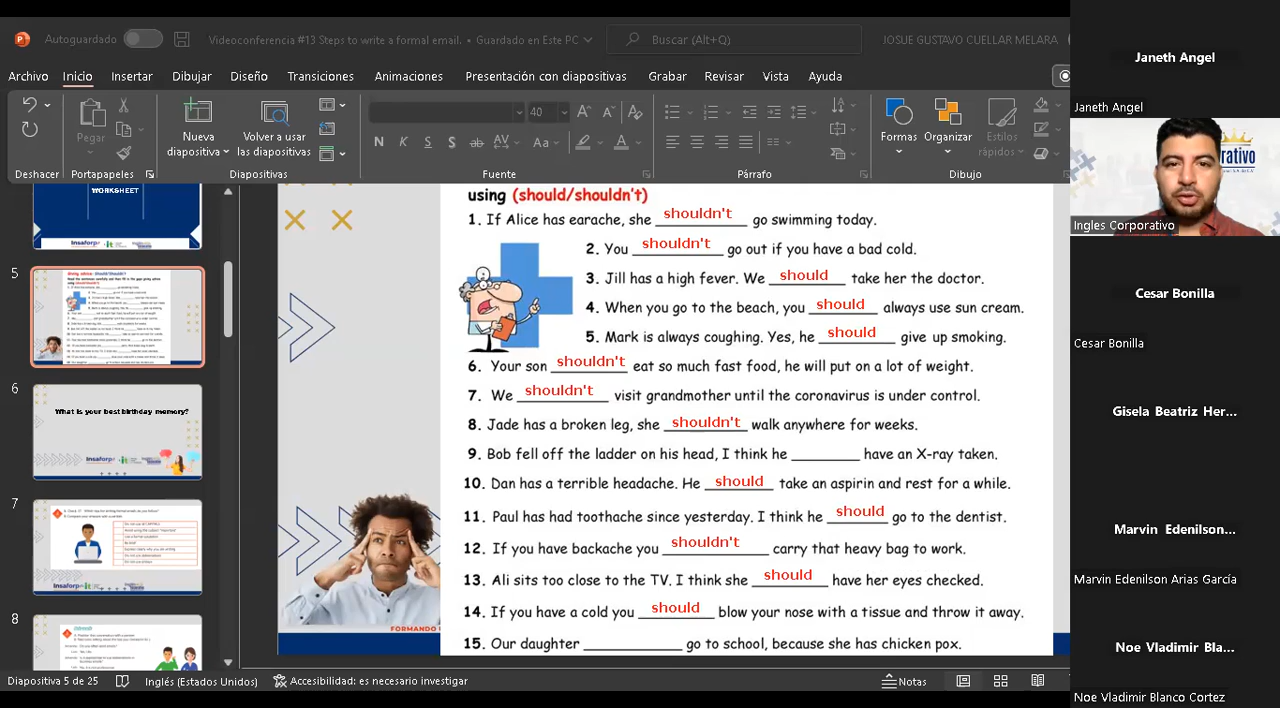 Autoguardado
Videoconferencia #13 Steps to write a formal email. • Guardado en Este PC
Buscar (Alt+Q)
JOSUE GUSTAVO CUELLAR MELARA
Archivo Inicio Insertar Dibujar Diseño Transiciones Animaciones Presentación con diapositivas Grabar Revisar Vista Ayuda
40
Pegar
Nueva diapositiva
Volver a usar las diapositivas
N K S S ab AV Aa A
Formas Organizar Estilos rápidos
Deshacer Portapapeles Diapositivas Fuente Párrafo Dibujo
WORKSHEET
Insaforp
5
6
What is your best birthday memory?
Insaforp
7
Insaforp
8
using (should/shouldn't)
1. If Alice has earache, she shouldn't go swimming today.
2. You shouldn't go out if you have a bad cold.
3. Jill has a high fever. We should take her the doctor.
4. When you go to the beach, you should always use sun cream.
5. Mark is always coughing. Yes, he should give up smoking.
6. Your son shouldn't eat so much fast food, he will put on a lot of weight.
7. We shouldn't visit grandmother until the coronavirus is under control.
8. Jade has a broken leg, she shouldn't walk anywhere for weeks.
9. Bob fell off the ladder on his head, I think he ________ have an X-ray taken.
10. Dan has a terrible headache. He should take an aspirin and rest for a while.
11. Ian has had toothache since yesterday. I think he should go to the dentist.
12. If you have backache you shouldn't carry that heavy bag to work.
13. Ali sits too close to the TV. I think she should have her eyes checked.
14. If you have a cold you should blow your nose with a tissue and throw it away.
15. Our daughter ____________ go to school, because she has chickenpox.
Diapositiva 5 de 25
Inglés (Estados Unidos)
Accesibilidad: es necesario investigar
Notas
Janeth Angel
Janeth Angel
Ingles Corporativo
Cesar Bonilla
Cesar Bonilla
Gisela Beatriz Her...
Marvin Edenilson...
Marvin Edenilson Arias García
Noe Vladimir Bla...
Noe Vladimir Blanco Cortez